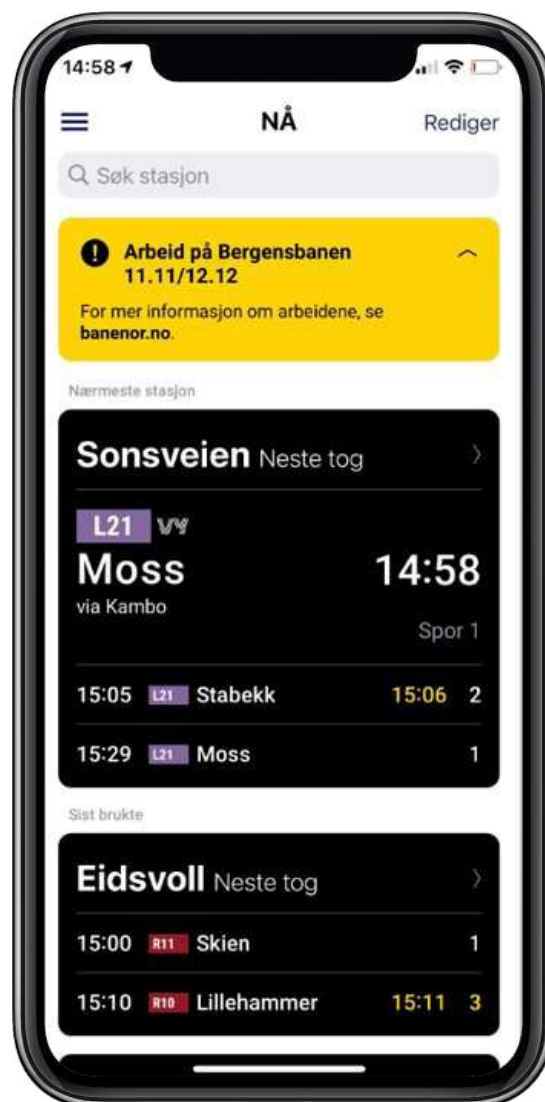 14:58
NÅ
Rediger
Søk stasjon
Arbeid på Bergensbanen
11.11/12.12
For mer informasjon om arbeidene, se
banenor.no.
Nærmeste stasjon
Sonsveien Neste tog
L21 VY
Moss 14:58
via Kambo
Spor 1
15:05 L21 Stabekk 15:06 2
15:29 L21 Moss 1
Sist brukte
Eidsvoll Neste tog
15:00 R11 Skien 1
15:10 R10 Lillehammer 15:11 3